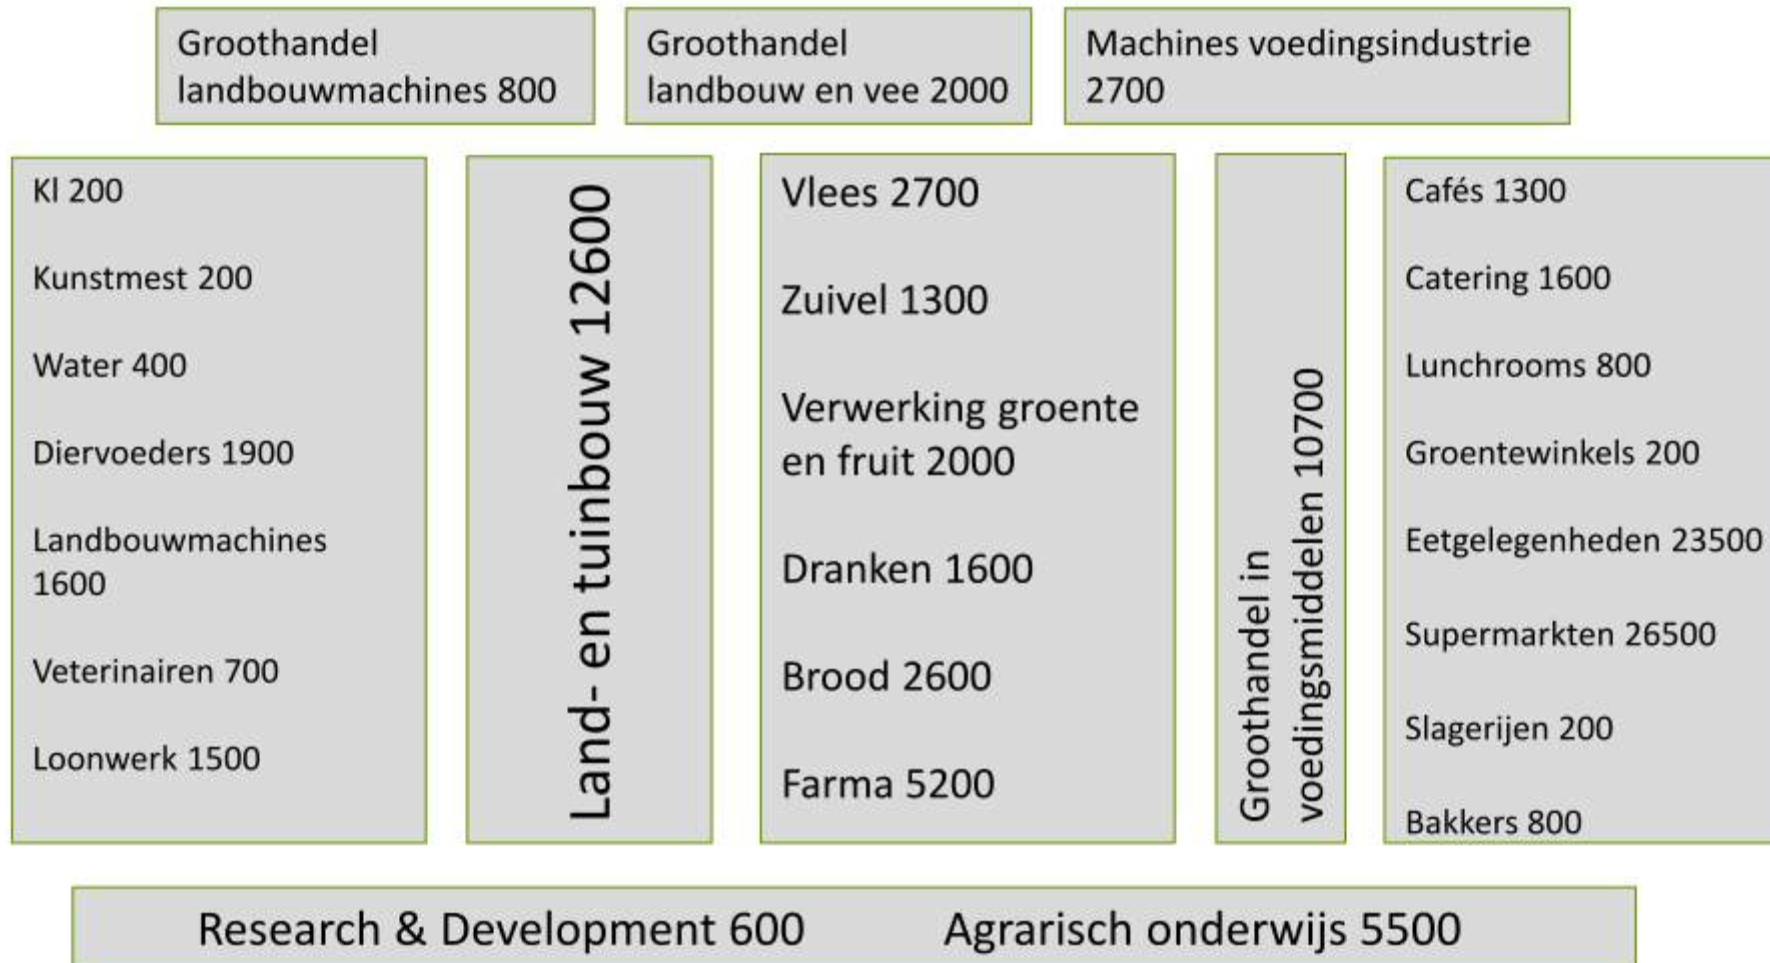 Groothandel
landbouwmachines 800
Groothandel
landbouw en vee 2000
Machines voedingsindustrie
2700
Kl 200
Kunstmest 200
Water 400
Diervoeders 1900
Landbouwmachines
1600
Veterinairen 700
Loonwerk 1500
Land- en tuinbouw 12600
Vlees 2700
Zuivel 1300
Verwerking groente
en fruit 2000
Dranken 1600
Brood 2600
Farma 5200
Groothandel in
voedingsmiddelen 10700
Cafés 1300
Catering 1600
Lunchrooms 800
Groentewinkels 200
Eetgelegenheden 23500
Supermarkten 26500
Slagerijen 200
Bakkers 800
Research & Development 600 Agrarisch onderwijs 5500